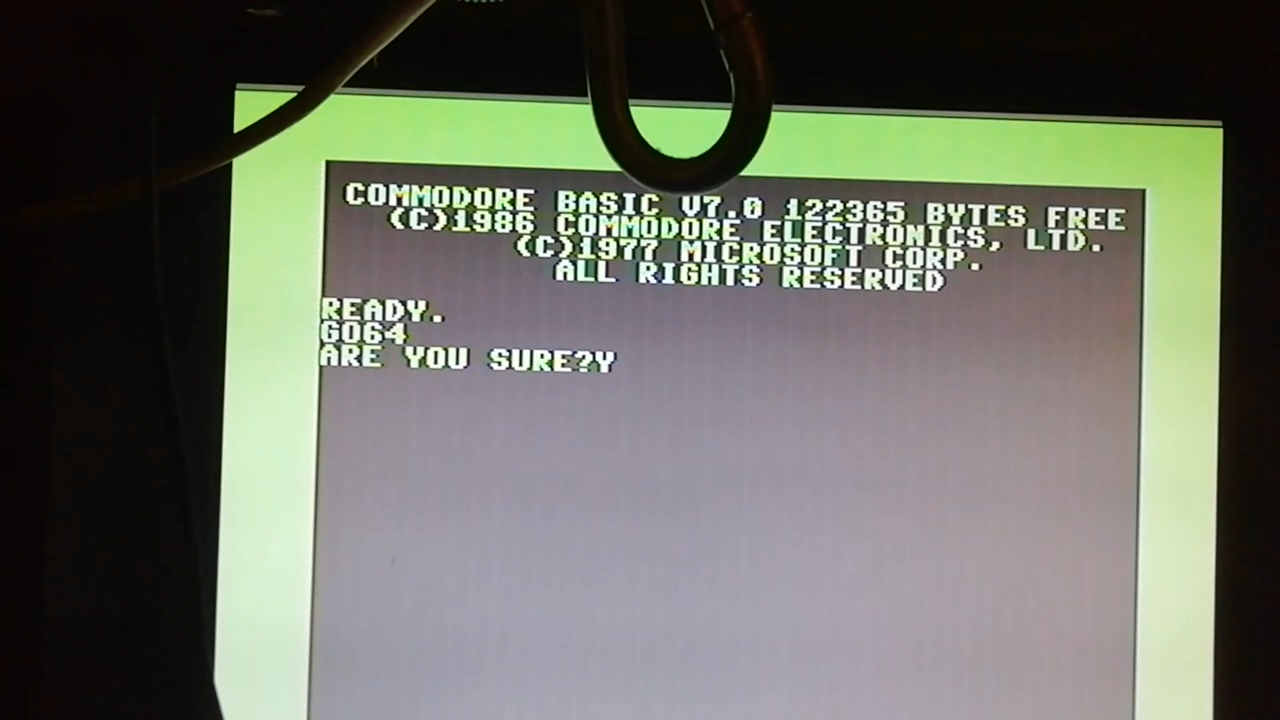 COMMODORE BASIC V7.0 122365 BYTES FREE
(C)1986 COMMODORE ELECTRONICS, LTD.
(C)1977 MICROSOFT CORP.
ALL RIGHTS RESERVED
READY.
GO64
ARE YOU SURE?Y